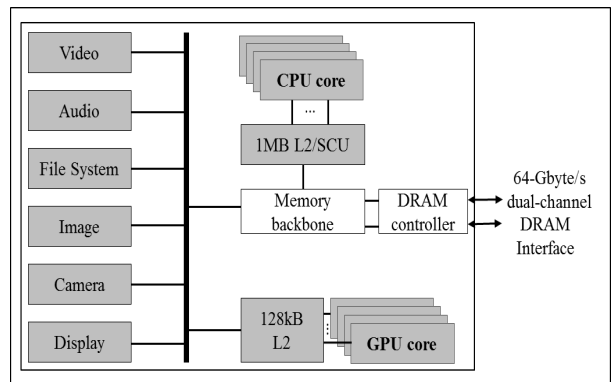 Video
Audio
File System
Image
Camera
Display
CPU core
...
1MB L2/SCU
Memory
backbone
DRAM
controller
64-Gbyte/s
dual-channel
DRAM
Interface
128kB
L2
...
GPU core